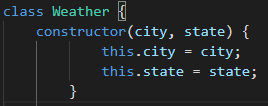 class Weather {
    constructor(city, state) {
        this.city = city;
        this.state = state;
    }